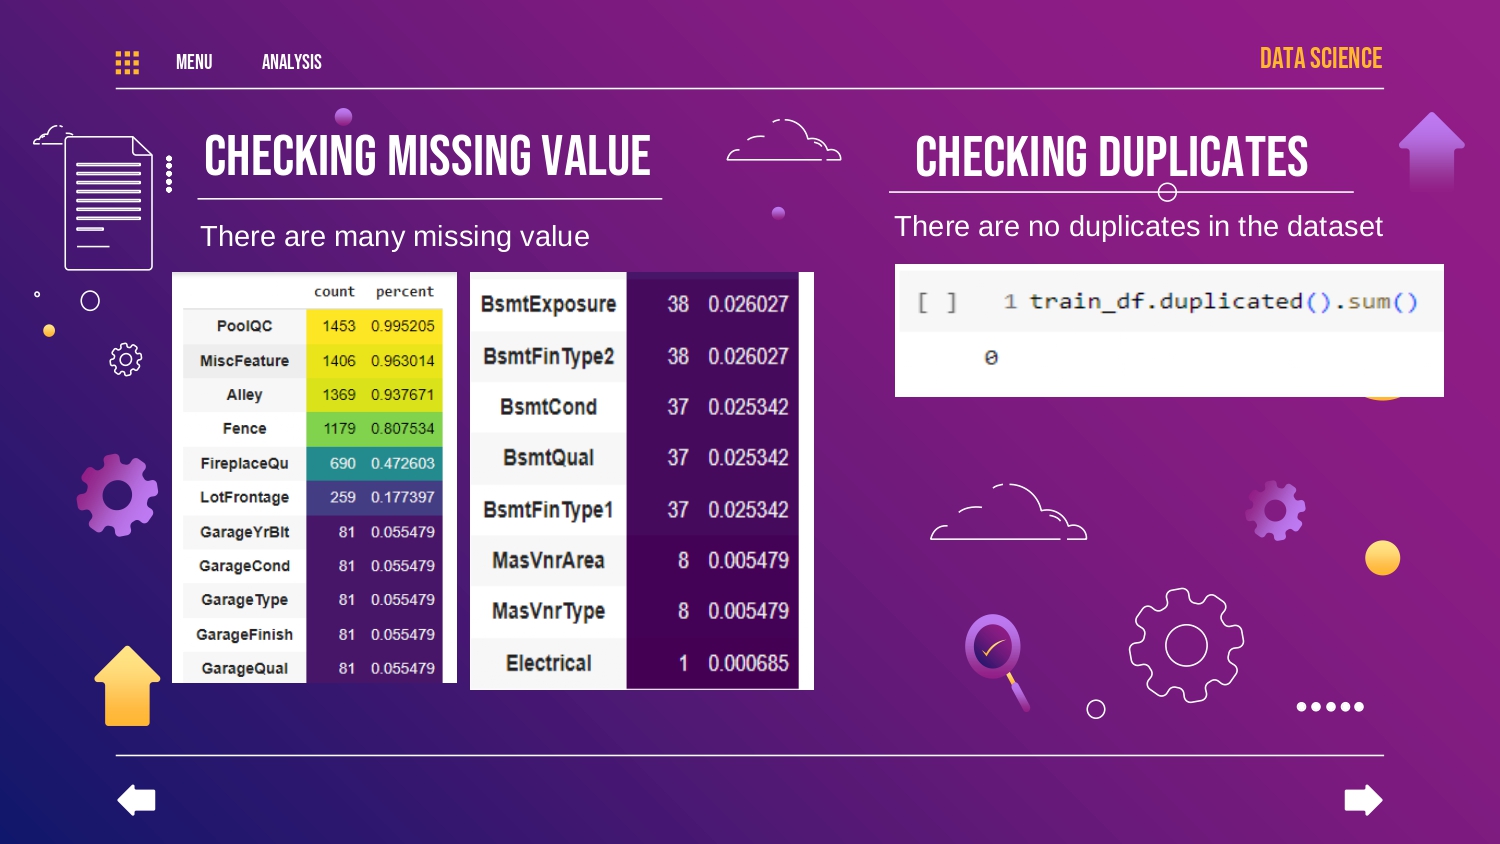 MENU ANALYSIS DATA SCIENCE
CHECKING MISSING VALUE
There are many missing value
count percent
PoolQC 1453 0.995205
MiscFeature 1406 0.963014
Alley 1369 0.937671
Fence 1179 0.807534
FireplaceQu 690 0.472603
LotFrontage 259 0.177397
GarageYrBlt 81 0.055479
GarageCond 81 0.055479
GarageType 81 0.055479
GarageFinish 81 0.055479
GarageQual 81 0.055479
BsmtExposure 38 0.026027
BsmtFinType2 38 0.026027
BsmtCond 37 0.025342
BsmtQual 37 0.025342
BsmtFinType1 37 0.025342
MasVnrArea 8 0.005479
MasVnrType 8 0.005479
Electrical 1 0.000685
CHECKING DUPLICATES
There are no duplicates in the dataset
[ ] 1 train_df.duplicated().sum()
0